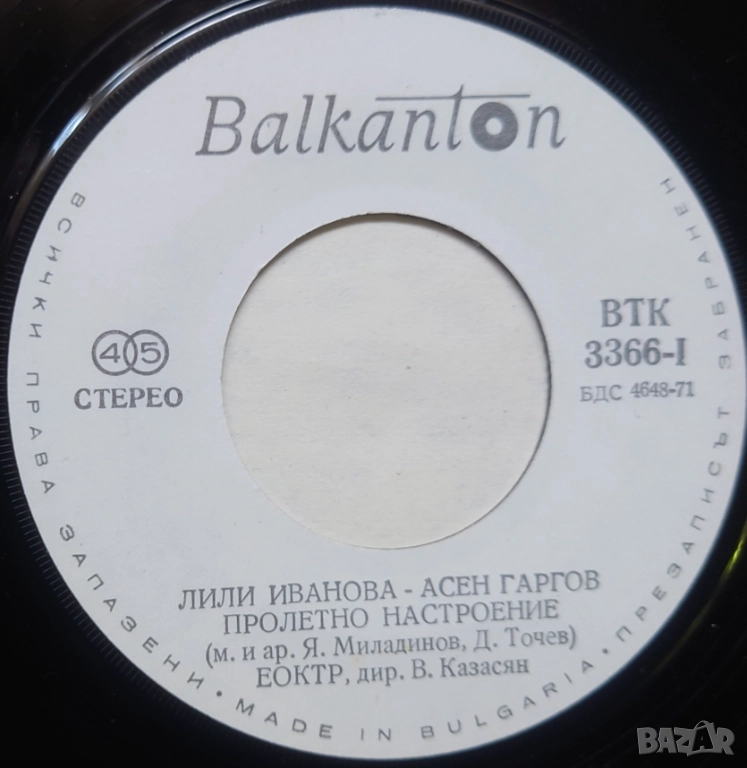 Balkanton
ВТК
3366-I
БДС 4648-71
45
СТЕРЕО
ЛИЛИ ИВАНОВА - АСЕН ГАРГОВ
ПРОЛЕТНО НАСТРОЕНИЕ
(м. и ар. Я. Миладинов, Д. Точев)
ЕОКТР, дир. В. Казасян
ВСИЧКИ ПРАВА ЗАПАЗЕНИ • MADE IN BULGARIA • ПРЕЗАПИСЪТ ЗАБРАНЕН
BAZAR